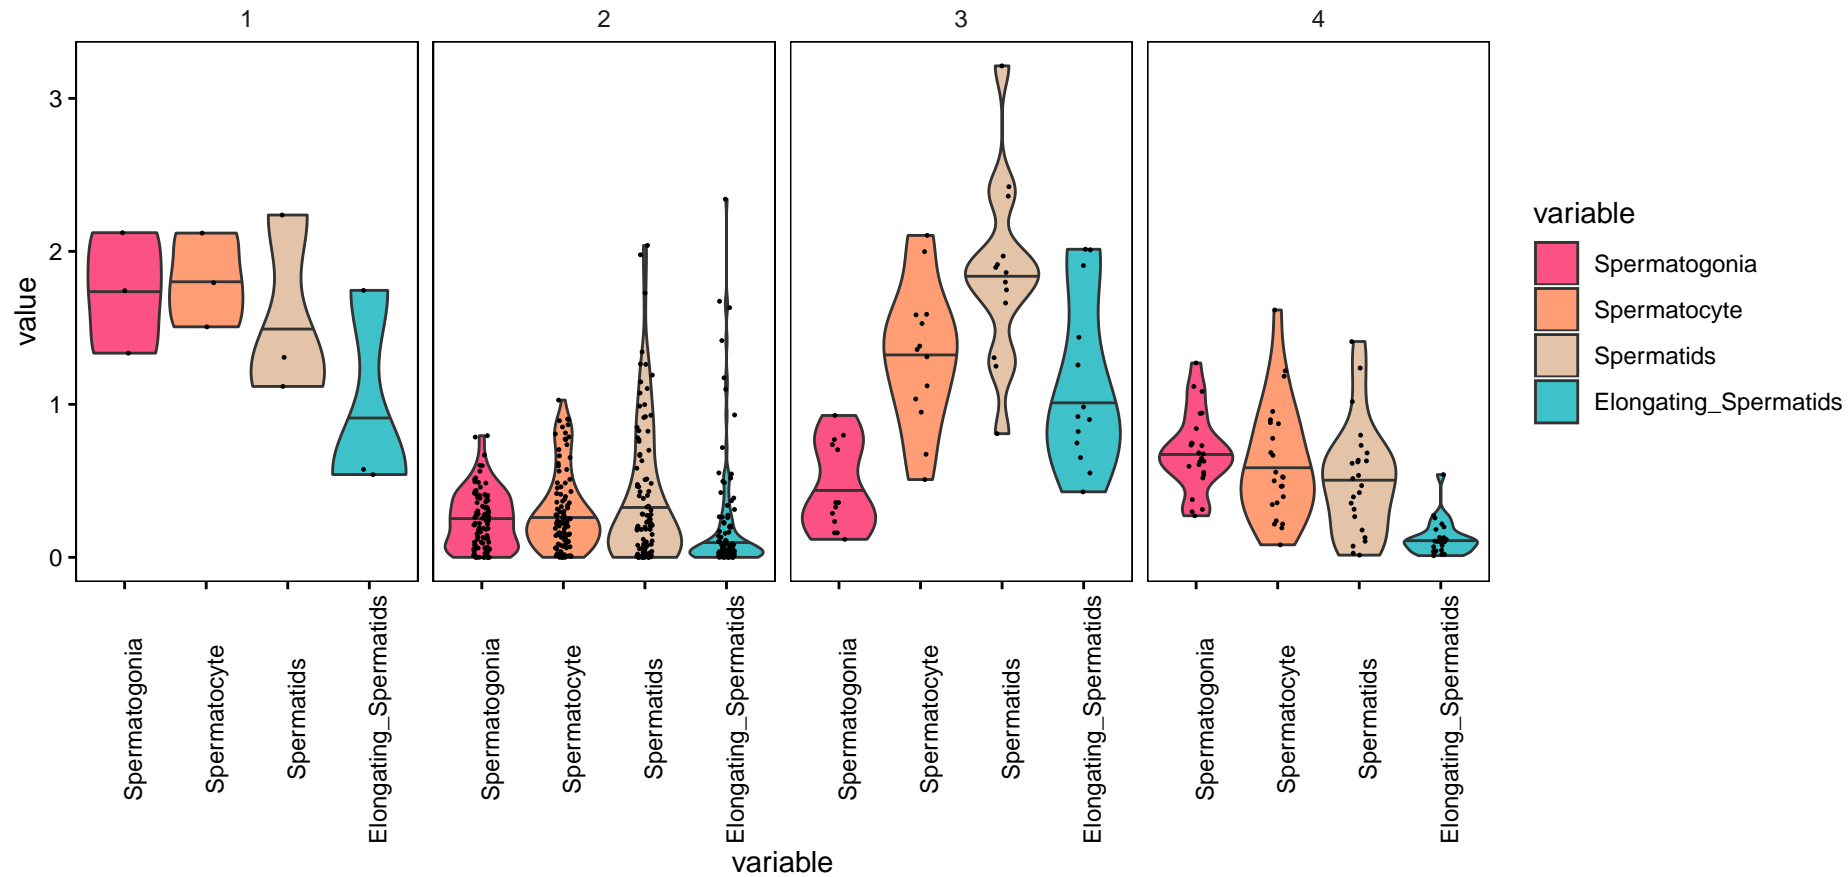 1 2 3 4
3
2
1
0
value
Spermatogonia
Spermatocyte
Spermatids
Elongating_Spermatids
Spermatogonia
Spermatocyte
Spermatids
Elongating_Spermatids
Spermatogonia
Spermatocyte
Spermatids
Elongating_Spermatids
Spermatogonia
Spermatocyte
Spermatids
Elongating_Spermatids
variable
variable
Spermatogonia
Spermatocyte
Spermatids
Elongating_Spermatids